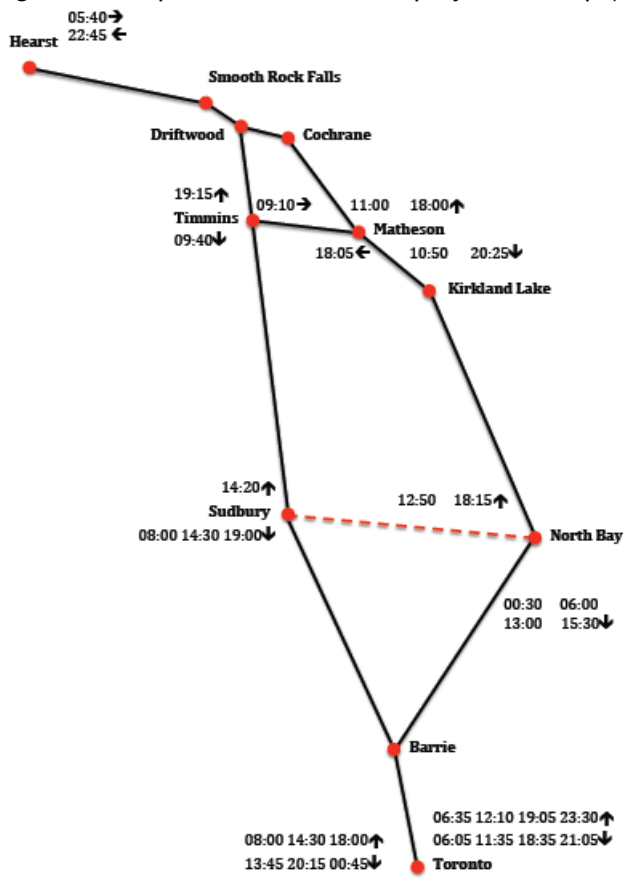 05:40→
Hearst 22:45 ←
Smooth Rock Falls
Driftwood Cochrane
19:15↑
09:10→ 11:00 18:00↑
Timmins Matheson
09:40↓ 18:05← 10:50 20:25↓
Kirkland Lake
14:20↑ 12:50 18:15↑
Sudbury
08:00 14:30 19:00↓ North Bay
00:30 06:00
13:00 15:30↓
Barrie
06:35 12:10 19:05 23:30↑
08:00 14:30 18:00↑ 06:05 11:35 18:35 21:05↓
13:45 20:15 00:45↓ Toronto